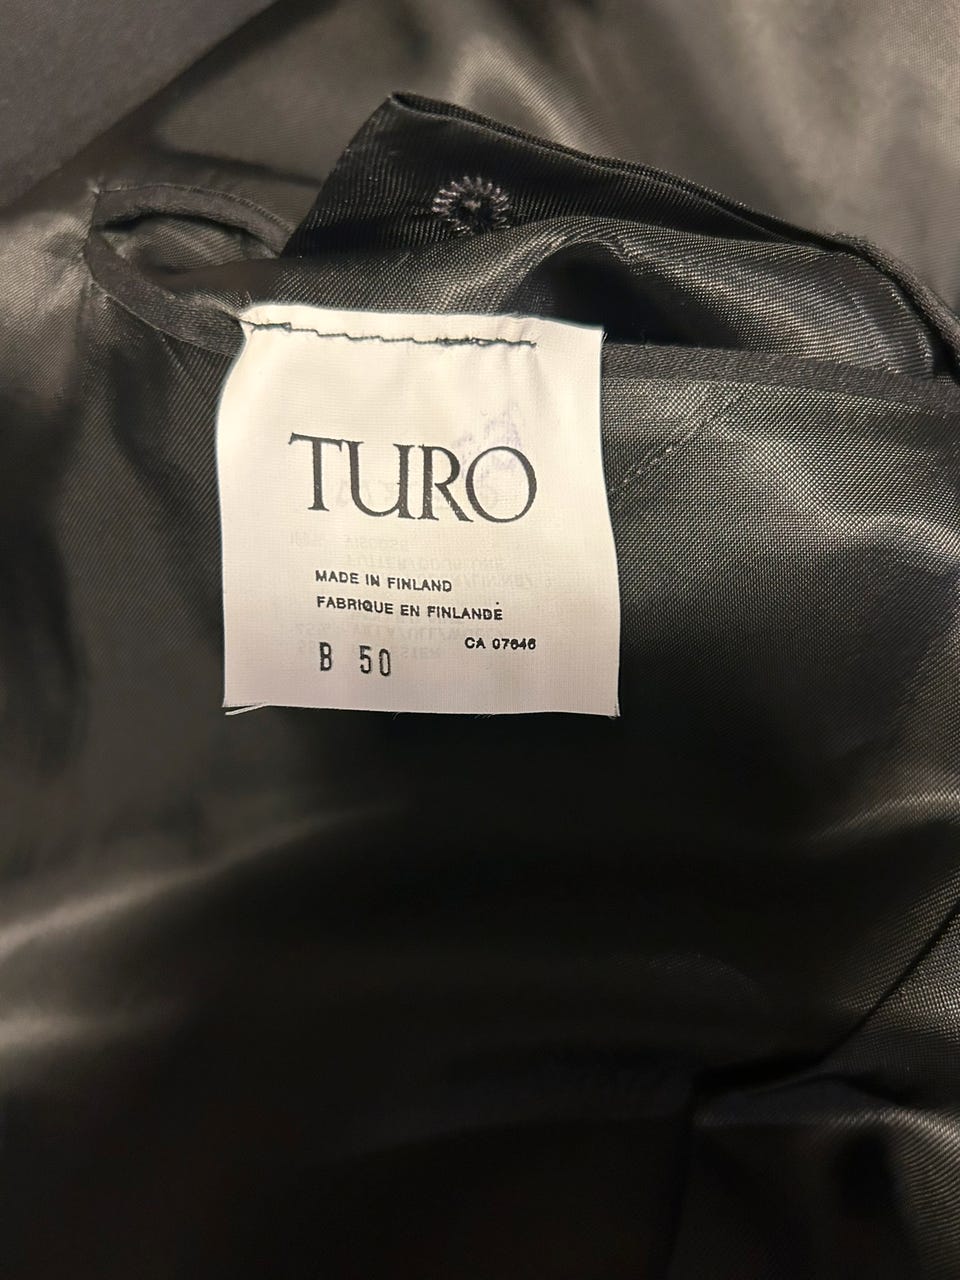 TURO
MADE IN FINLAND
FABRIQUE EN FINLANDE
CA 07646
B 50